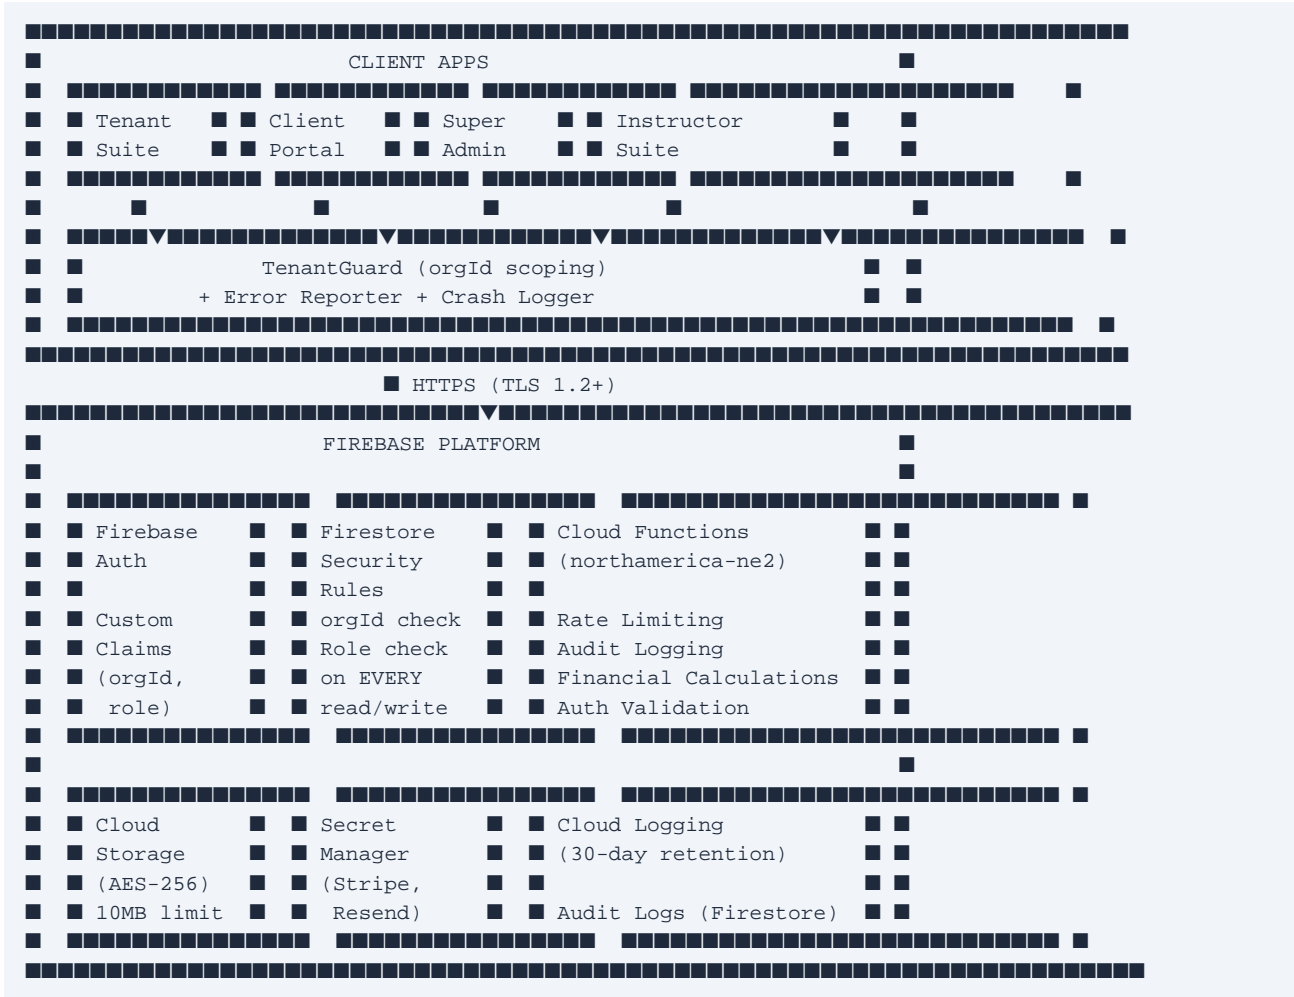 CLIENT APPS
Tenant Client Super Instructor
Suite Portal Admin Suite
TenantGuard (orgId scoping)
+ Error Reporter + Crash Logger
HTTPS (TLS 1.2+)
FIREBASE PLATFORM
Firebase Firestore Cloud Functions
Auth Security (northamerica-ne2)
Rules
Custom orgId check Rate Limiting
Claims Role check Audit Logging
(orgId, on EVERY Financial Calculations
role) read/write Auth Validation
Cloud Secret Cloud Logging
Storage Manager (30-day retention)
(AES-256) (Stripe,
10MB limit Resend) Audit Logs (Firestore)